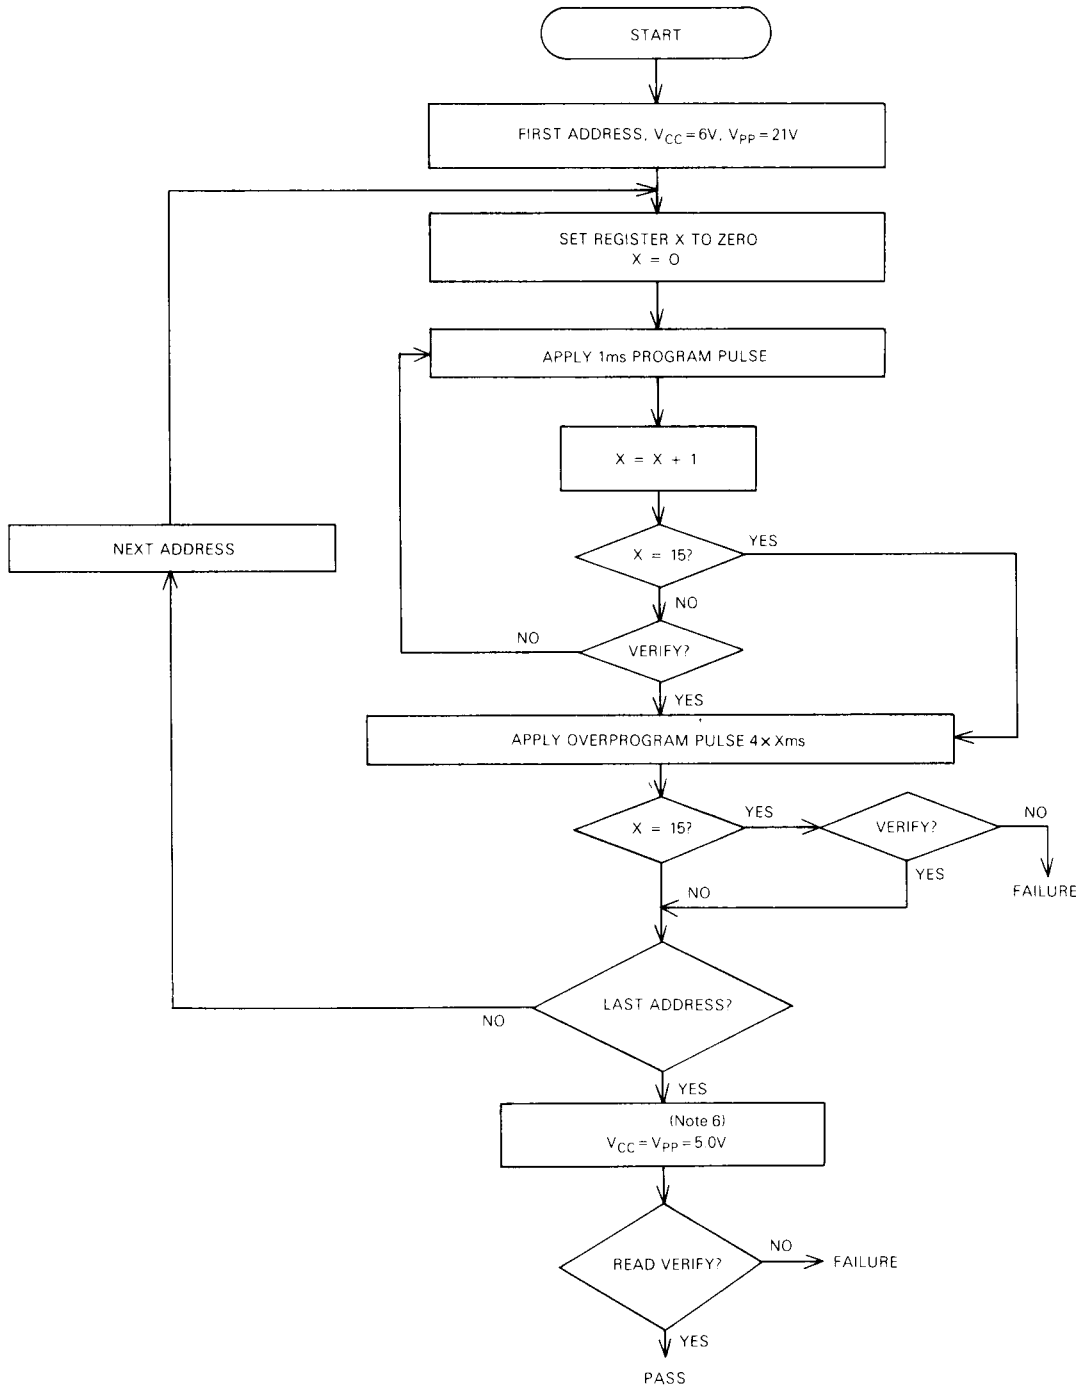 START
FIRST ADDRESS, VCC=6V, VPP=21V
SET REGISTER X TO ZERO
X = 0
APPLY 1ms PROGRAM PULSE
X = X + 1
X = 15?
YES
NO
NEXT ADDRESS
VERIFY?
NO
YES
APPLY OVERPROGRAM PULSE 4×Xms
X = 15?
YES
VERIFY?
NO
FAILURE
YES
NO
LAST ADDRESS?
NO
YES
(Note 6)
VCC=VPP=5.0V
READ VERIFY?
NO
FAILURE
YES
PASS